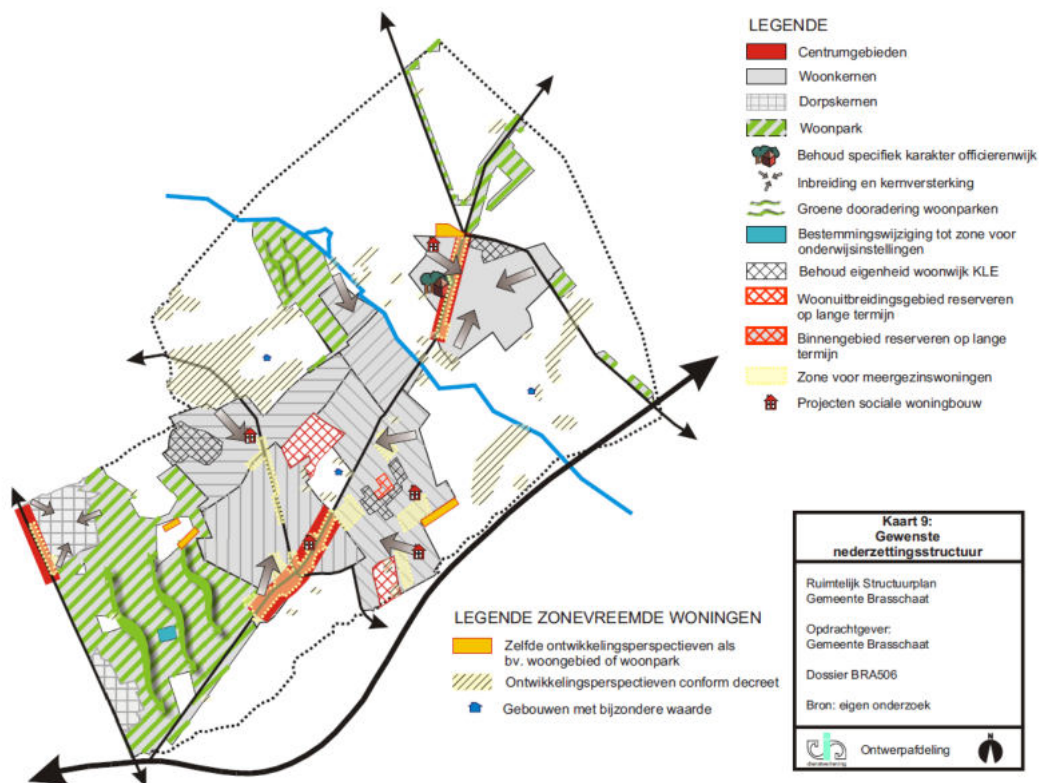 LEGENDE
Centrumgebieden
Woonkernen
Dorpskernen
Woonpark
Behoud specifiek karakter officierenwijk
Inbreiding en kernversterking
Groene dooradering woonparken
Bestemmingswijziging tot zone voor
onderwijsinstellingen
Behoud eigenheid woonwijk KLE
Woonuitbreidingsgebied reserveren
op lange termijn
Binnengebied reserveren op lange
termijn
Zone voor meergezinswoningen
Projecten sociale woningbouw
LEGENDE ZONEVREEMDE WONINGEN
Zelfde ontwikkelingsperspectieven als
bv. woongebied of woonpark
Ontwikkelingsperspectieven conform decreet
Gebouwen met bijzondere waarde
Kaart 9:
Gewenste
nederzettingsstructuur
Ruimtelijk Structuurplan
Gemeente Brasschaat
Opdrachtgever:
Gemeente Brasschaat
Dossier BRA506
Bron: eigen onderzoek
Ontwerpafdeling
N